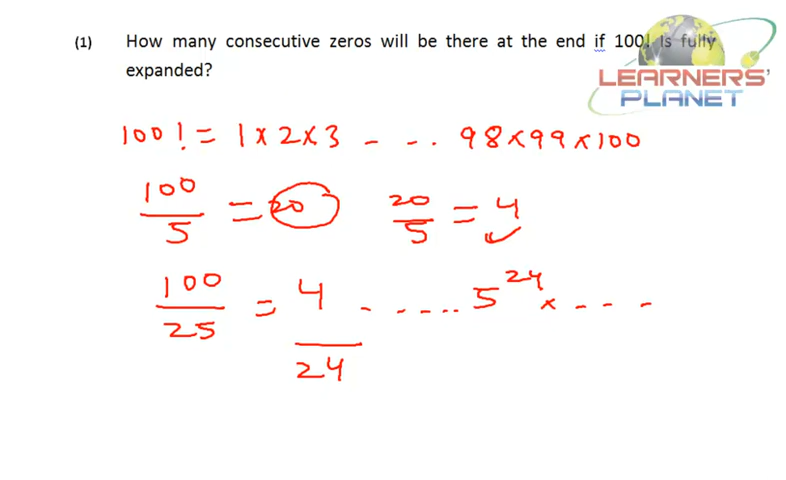 (1) How many consecutive zeros will be there at the end if 100! is fully
expanded?
LEARNERS'
PLANET
100! = 1 x 2 x 3 - - . . 98 x 99 x 100
100/5 = 20 20/5 = 4
100/25 = 4 - - - - .. 5^24 x - - -
24